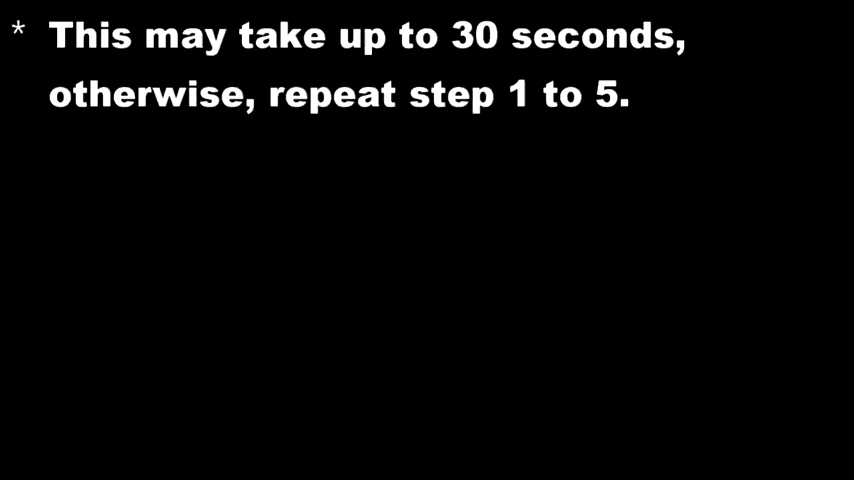 * This may take up to 30 seconds,
otherwise, repeat step 1 to 5.